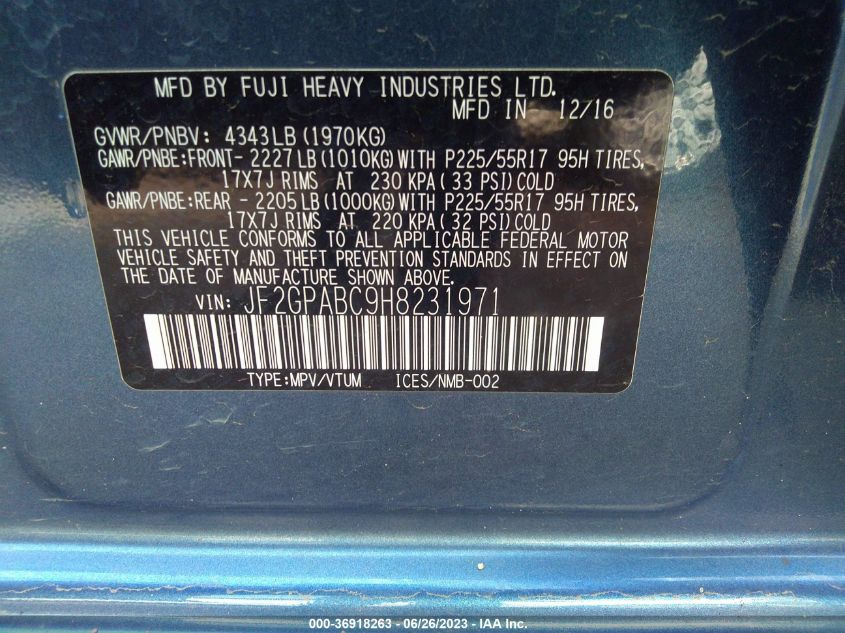 MFD BY FUJI HEAVY INDUSTRIES LTD.
MFD IN 12/16
GVWR/PNBV: 4343LB (1970KG)
GAWR/PNBE:FRONT- 2227LB (1010KG) WITH P225/55R17 95H TIRES,
17X7J RIMS AT 230 KPA ( 33 PSI) COLD
GAWR/PNBE:REAR - 2205LB (1000KG) WITH P225/55R17 95H TIRES,
17X7J RIMS AT 220 KPA ( 32 PSI) COLD
THIS VEHICLE CONFORMS TO ALL APPLICABLE FEDERAL MOTOR
VEHICLE SAFETY AND THEFT PREVENTION STANDARDS IN EFFECT ON
THE DATE OF MANUFACTURE SHOWN ABOVE.
VIN: JF2GPABC9H8231971
TYPE:MPV/VTUM ICES/NMB-002
000-36918263 - 06/26/2023 - IAA Inc.